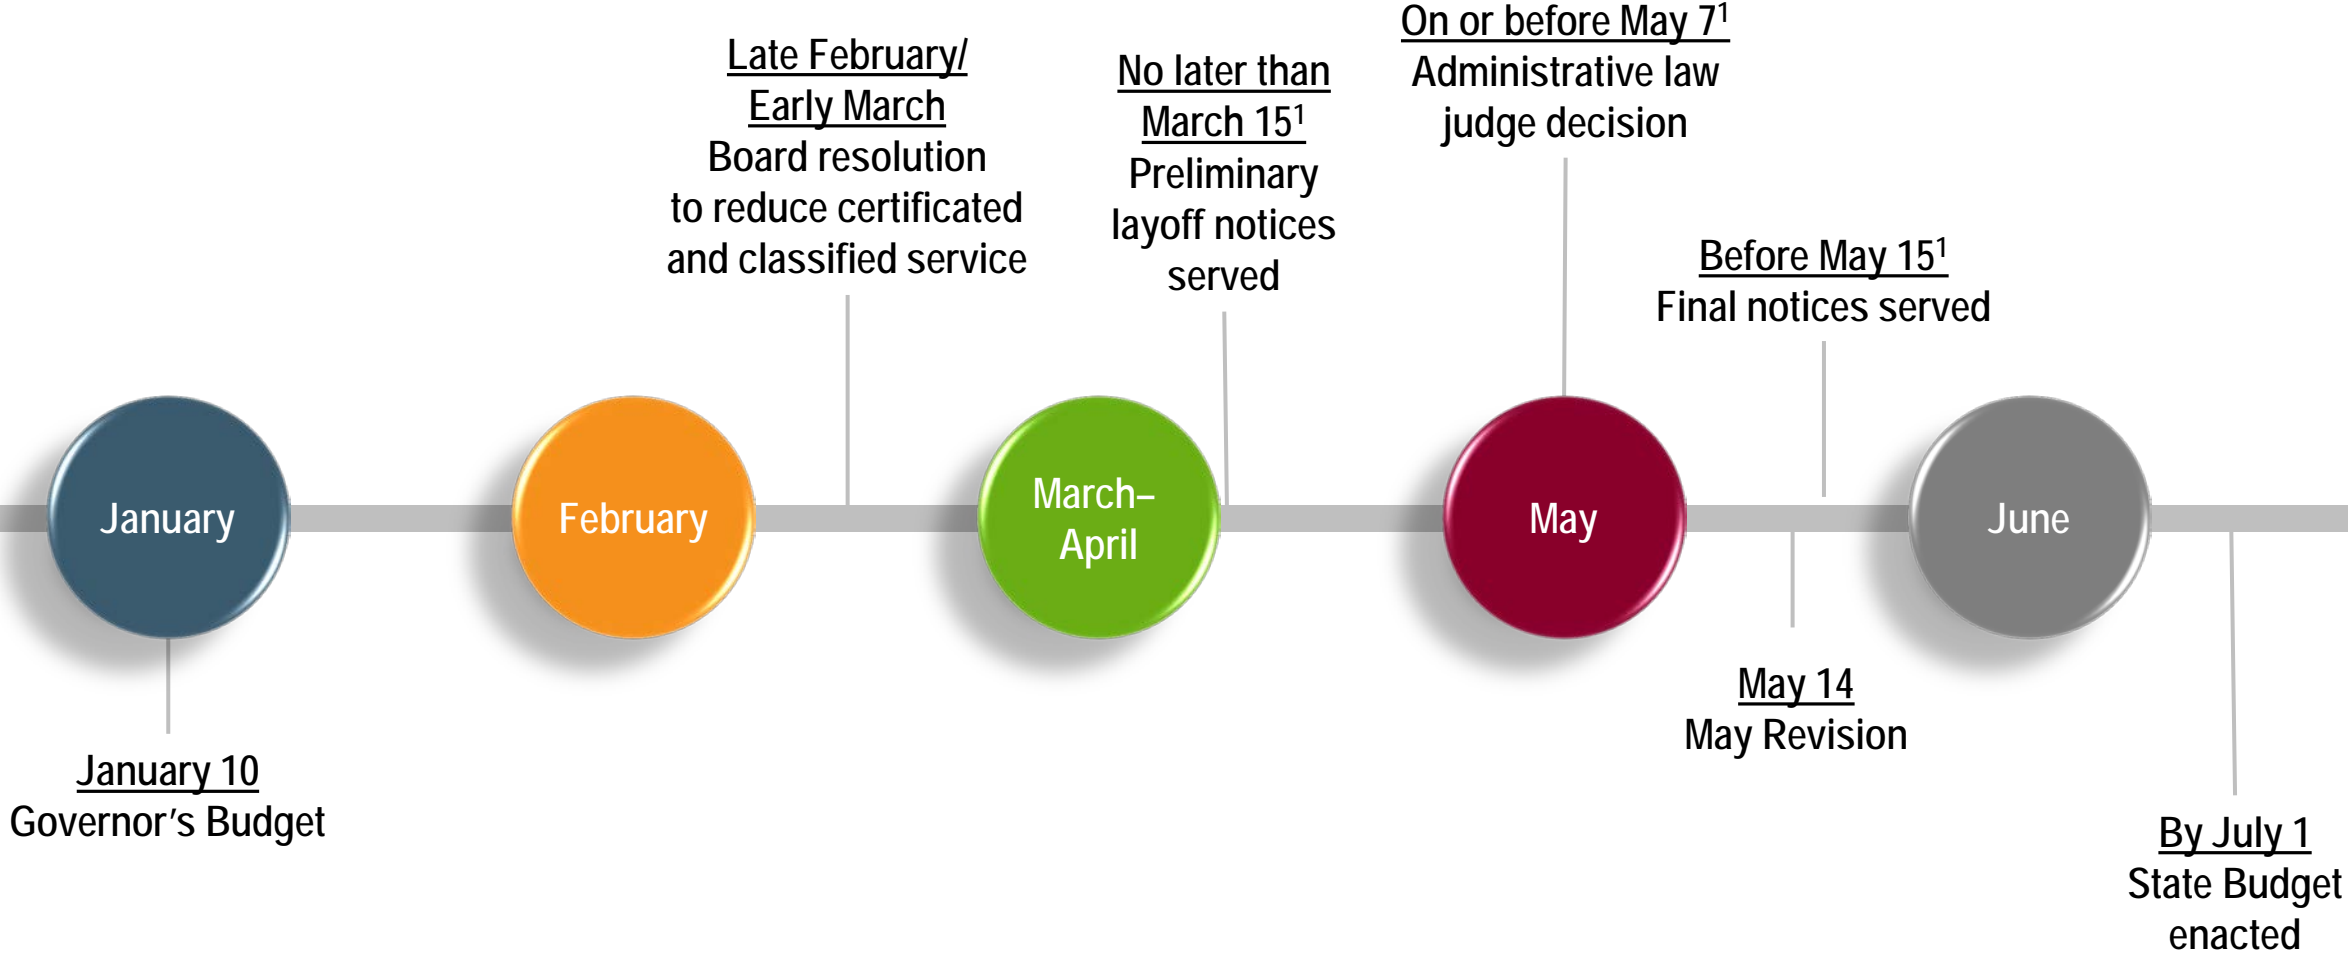 On or before May 7¹
Administrative law
judge decision
Late February/
Early March
Board resolution
to reduce certificated
and classified service
No later than
March 15¹
Preliminary
layoff notices
served
Before May 15¹
Final notices served
January
February
March–
April
May
June
January 10
Governor’s Budget
May 14
May Revision
By July 1
State Budget
enacted